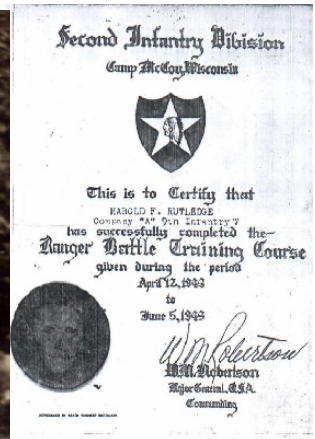 Second Infantry Division
Camp McCoy, Wisconsin
This is to Certify that
HAROLD F. RUTLEDGE
Company "A" 9th Infantry
has successfully completed the
Ranger Battle Training Course
given during the period
April 12, 1943
to
June 5, 1943
WM Robertson
WM. Robertson
Major General, U.S.A.
Commanding